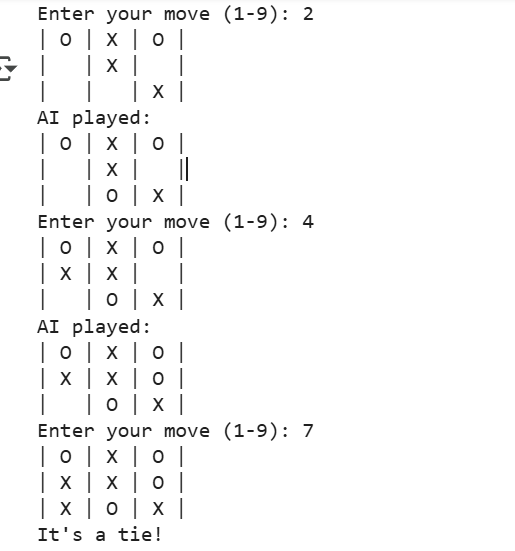 Enter your move (1-9): 2
| O | X | O |
|   | X |   |
|   |   | X |
AI played:
| O | X | O |
|   | X |   |
|   | O | X |
Enter your move (1-9): 4
| O | X | O |
| X | X |   |
|   | O | X |
AI played:
| O | X | O |
| X | X | O |
|   | O | X |
Enter your move (1-9): 7
| O | X | O |
| X | X | O |
| X | O | X |
It's a tie!